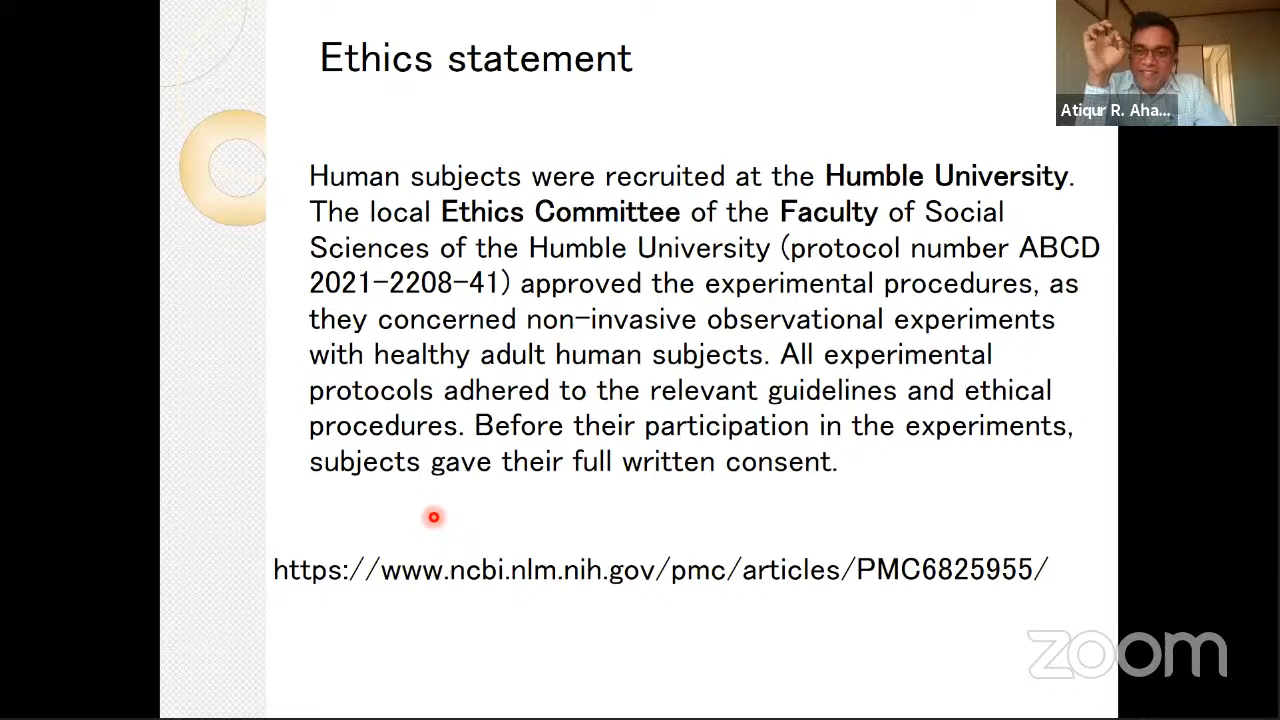 Ethics statement
Atiqur R. Aha...
Human subjects were recruited at the Humble University.
The local Ethics Committee of the Faculty of Social
Sciences of the Humble University (protocol number ABCD
2021-2208-41) approved the experimental procedures, as
they concerned non-invasive observational experiments
with healthy adult human subjects. All experimental
protocols adhered to the relevant guidelines and ethical
procedures. Before their participation in the experiments,
subjects gave their full written consent.
https://www.ncbi.nlm.nih.gov/pmc/articles/PMC6825955/
zoom